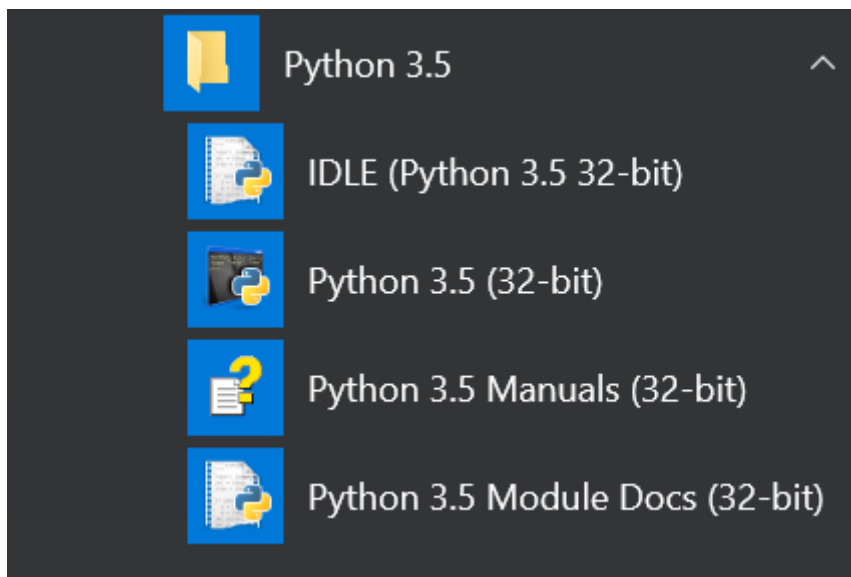 Python 3.5
IDLE (Python 3.5 32-bit)
Python 3.5 (32-bit)
Python 3.5 Manuals (32-bit)
Python 3.5 Module Docs (32-bit)